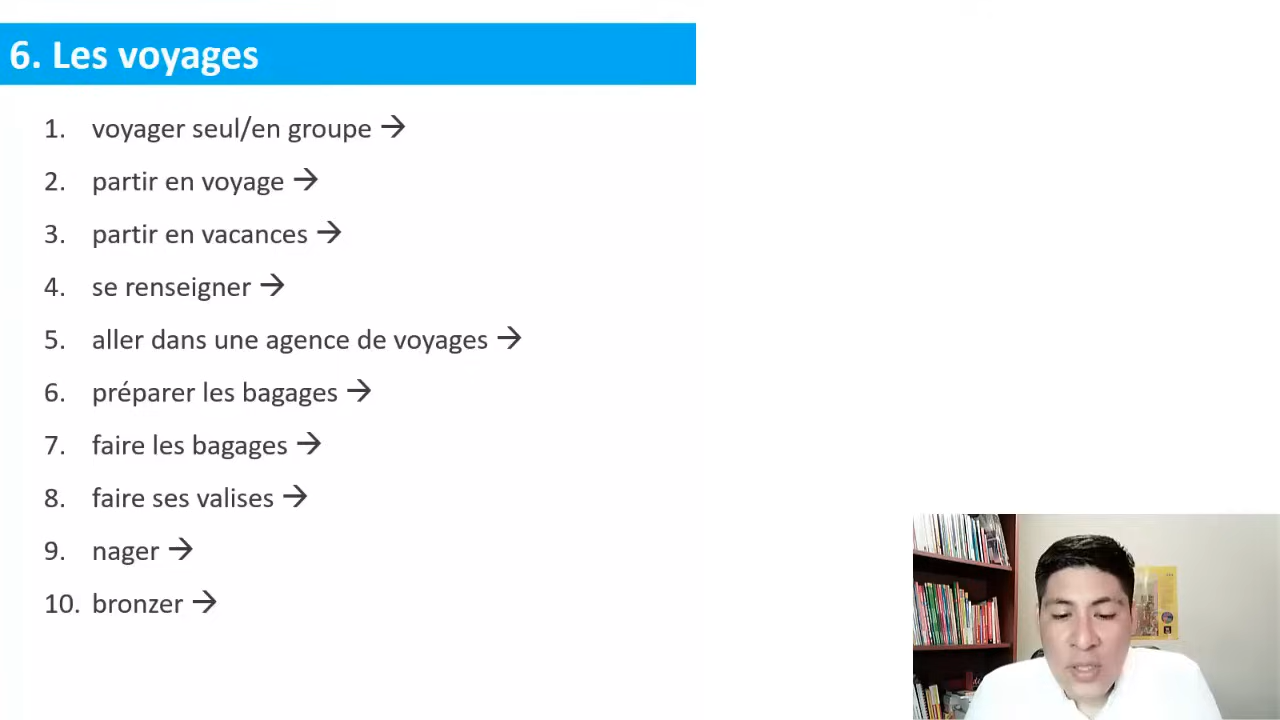 6. Les voyages
1. voyager seul/en groupe →
2. partir en voyage →
3. partir en vacances →
4. se renseigner →
5. aller dans une agence de voyages →
6. préparer les bagages →
7. faire les bagages →
8. faire ses valises →
9. nager →
10. bronzer →